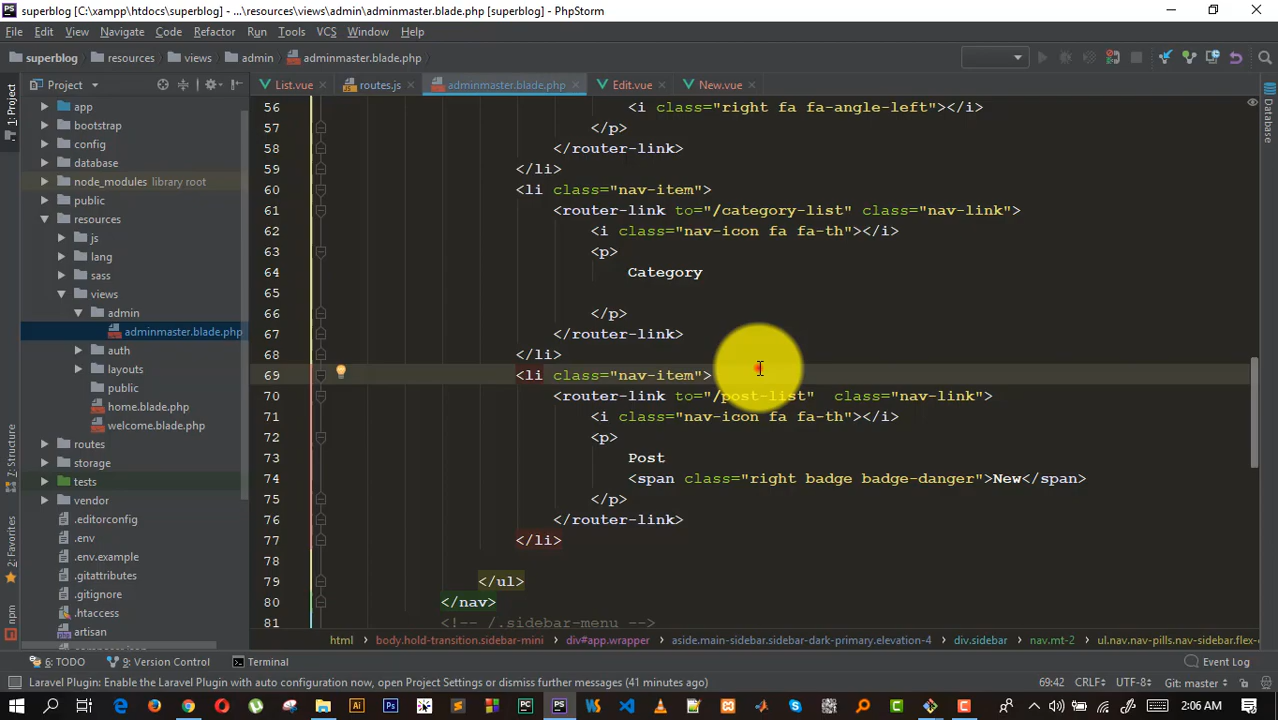 superblog [C:\xampp\htdocs\superblog] - ...\resources\views\admin\adminmaster.blade.php [superblog] - PhpStorm
File Edit View Navigate Code Refactor Run Tools VCS Window Help
superblog resources views admin adminmaster.blade.php
Project List.vue routes.js adminmaster.blade.php Edit.vue New.vue
1: Project
Database
7: Structure
2: Favorites
npm
app
bootstrap
config
database
node_modules library root
public
resources
js
lang
sass
views
admin
adminmaster.blade.php
auth
layouts
public
home.blade.php
welcome.blade.php
routes
storage
tests
vendor
.editorconfig
.env
.env.example
.gitattributes
.gitignore
.htaccess
artisan
56 <i class="right fa fa-angle-left"></i>
57 </p>
58 </router-link>
59 </li>
60 <li class="nav-item">
61 <router-link to="/category-list" class="nav-link">
62 <i class="nav-icon fa fa-th"></i>
63 <p>
64 Category
65
66 </p>
67 </router-link>
68 </li>
69 <li class="nav-item">
70 <router-link to="/post-list" class="nav-link">
71 <i class="nav-icon fa fa-th"></i>
72 <p>
73 Post
74 <span class="right badge badge-danger">New</span>
75 </p>
76 </router-link>
77 </li>
78
79 </ul>
80 </nav>
81 <!-- /.sidebar-menu -->
html body.hold-transition.sidebar-mini div#app.wrapper aside.main-sidebar.sidebar-dark-primary.elevation-4 div.sidebar nav.mt-2 ul.nav.nav-pills.nav-sidebar.flex-c
6: TODO 9: Version Control Terminal Event Log
Laravel Plugin: Enable the Laravel Plugin with auto configuration now, open Project Settings or dismiss further messages (41 minutes ago) 69:42 CRLF UTF-8 Git: master
2:06 AM